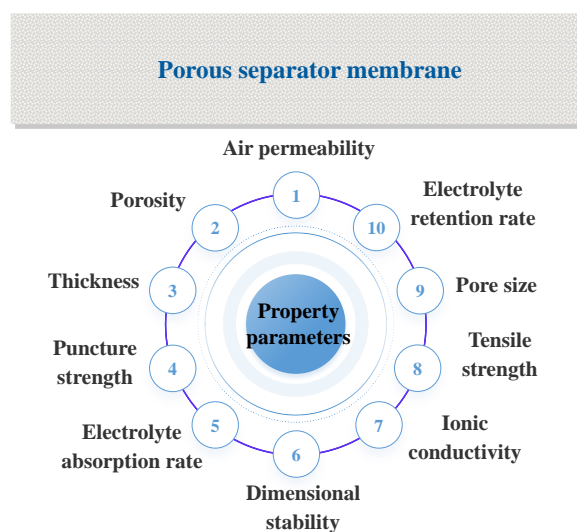 Porous separator membrane
Air permeability
1
Porosity
2
Thickness
3
Puncture
strength
4
Electrolyte
absorption rate
5
Dimensional
stability
6
Ionic
conductivity
7
Tensile
strength
8
Pore size
9
Electrolyte
retention rate
10
Property
parameters